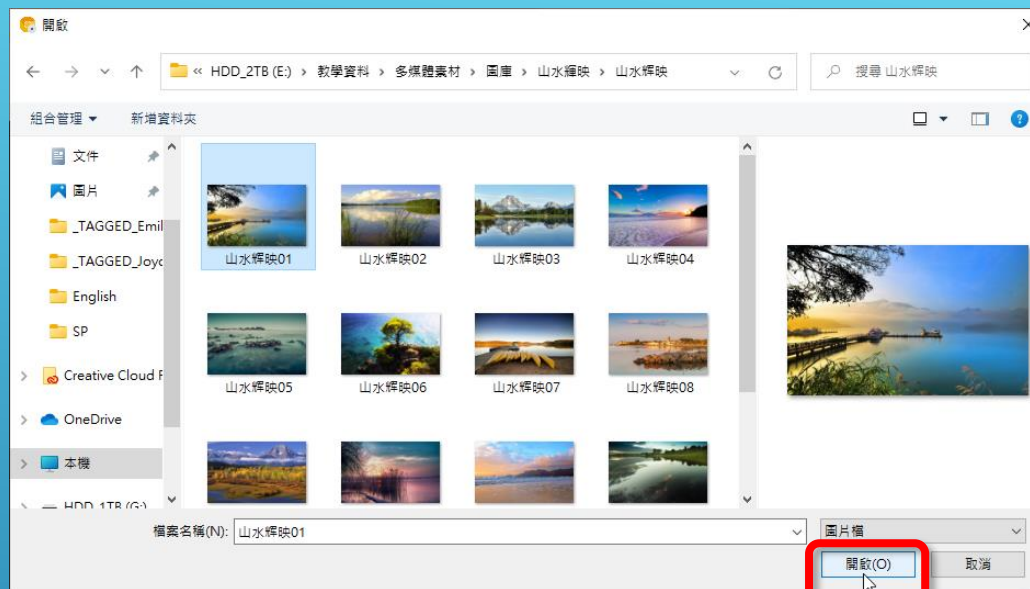 開啟
« HDD_2TB (E:) › 教學資料 › 多媒體素材 › 圖庫 › 山水輝映 › 山水輝映
搜尋 山水輝映
組合管理
新增資料夾
文件
圖片
_TAGGED_Emil
_TAGGED_Joyc
English
SP
Creative Cloud F
OneDrive
本機
HDD_1TB (G:)
山水輝映01
山水輝映02
山水輝映03
山水輝映04
山水輝映05
山水輝映06
山水輝映07
山水輝映08
檔案名稱(N):
山水輝映01
圖片檔
開啟(O)
取消